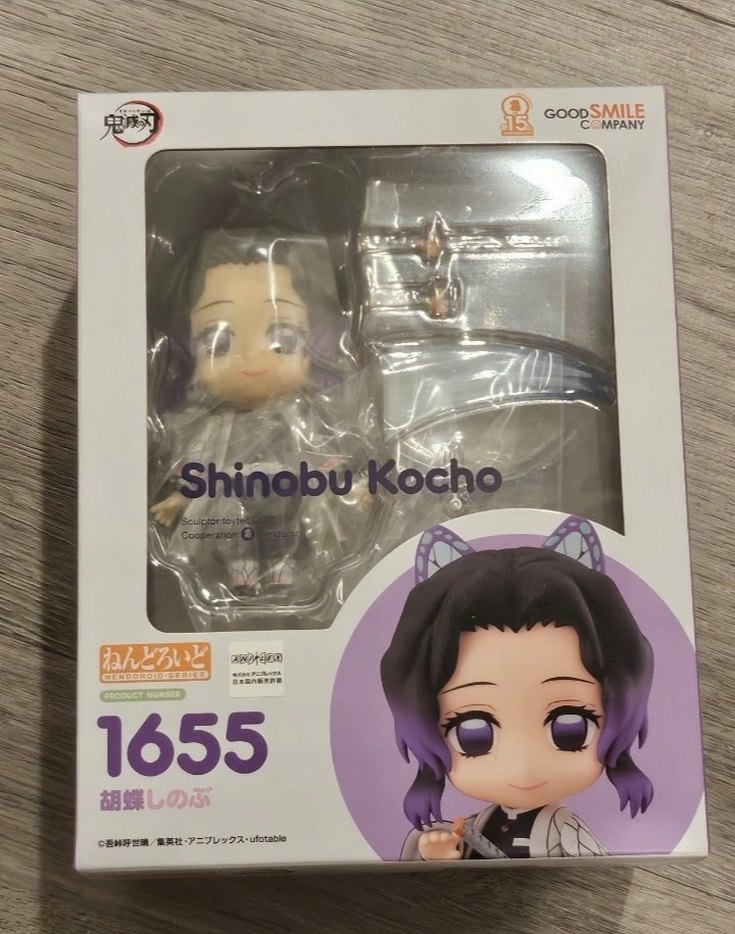 鬼滅の刃
15
GOOD SMILE
COMPANY
Shinobu Kocho
Sculptor:toytec D.
Cooperation
ねんどろいど
NENDOROID-SERIES
PRODUCT NUMBER
1655
胡蝶しのぶ
ANIPLEX
株式会社アニプレックス
日本国内販売許諾
©吾峠呼世晴／集英社・アニプレックス・ufotable